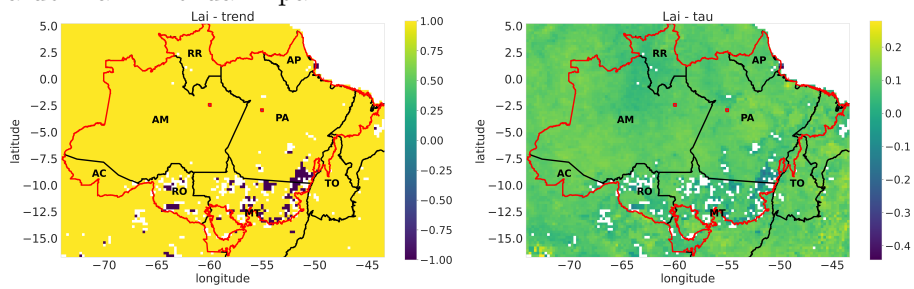 Lai - trend
5.0
2.5
0.0
−2.5
−5.0
−7.5
−10.0
−12.5
−15.0
latitude
RR
AP
AM
PA
AC
RO
TO
MT
−70
−65
−60
−55
−50
−45
longitude
1.00
0.75
0.50
0.25
0.00
−0.25
−0.50
−0.75
−1.00
Lai - tau
5.0
2.5
0.0
−2.5
−5.0
−7.5
−10.0
−12.5
−15.0
latitude
RR
AP
AM
PA
AC
RO
TO
MT
−70
−65
−60
−55
−50
−45
longitude
0.2
0.1
0.0
−0.1
−0.2
−0.3
−0.4